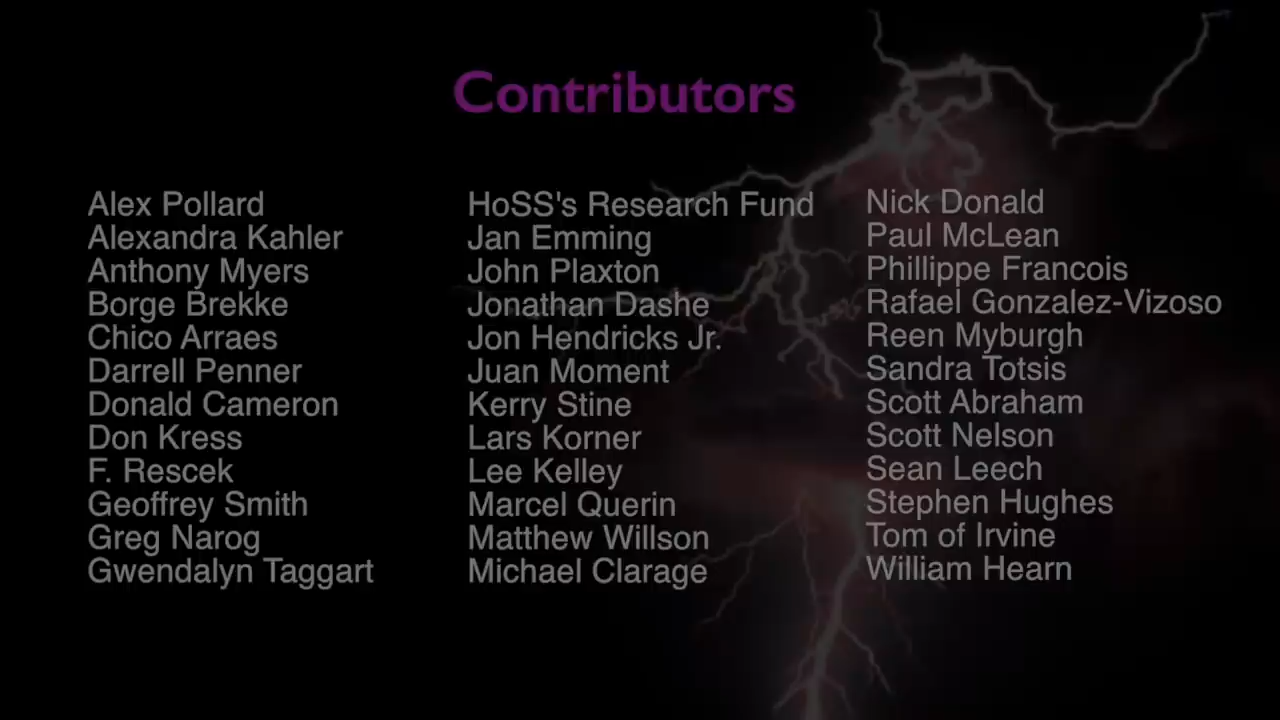 Contributors
Alex Pollard
Alexandra Kahler
Anthony Myers
Borge Brekke
Chico Arraes
Darrell Penner
Donald Cameron
Don Kress
F. Rescek
Geoffrey Smith
Greg Narog
Gwendalyn Taggart
HoSS's Research Fund
Jan Emming
John Plaxton
Jonathan Dashe
Jon Hendricks Jr.
Juan Moment
Kerry Stine
Lars Korner
Lee Kelley
Marcel Querin
Matthew Willson
Michael Clarage
Nick Donald
Paul McLean
Phillippe Francois
Rafael Gonzalez-Vizoso
Reen Myburgh
Sandra Totsis
Scott Abraham
Scott Nelson
Sean Leech
Stephen Hughes
Tom of Irvine
William Hearn